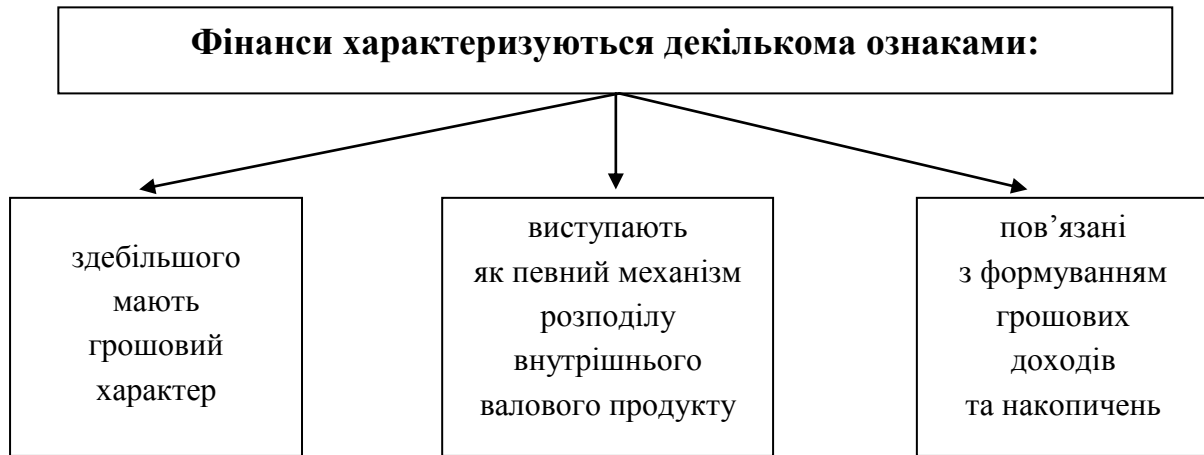 Фінанси характеризуються декількома ознаками:
здебільшого
мають
грошовий
характер
виступають
як певний механізм
розподілу
внутрішнього
валового продукту
пов’язані
з формуванням
грошових
доходів
та накопичень